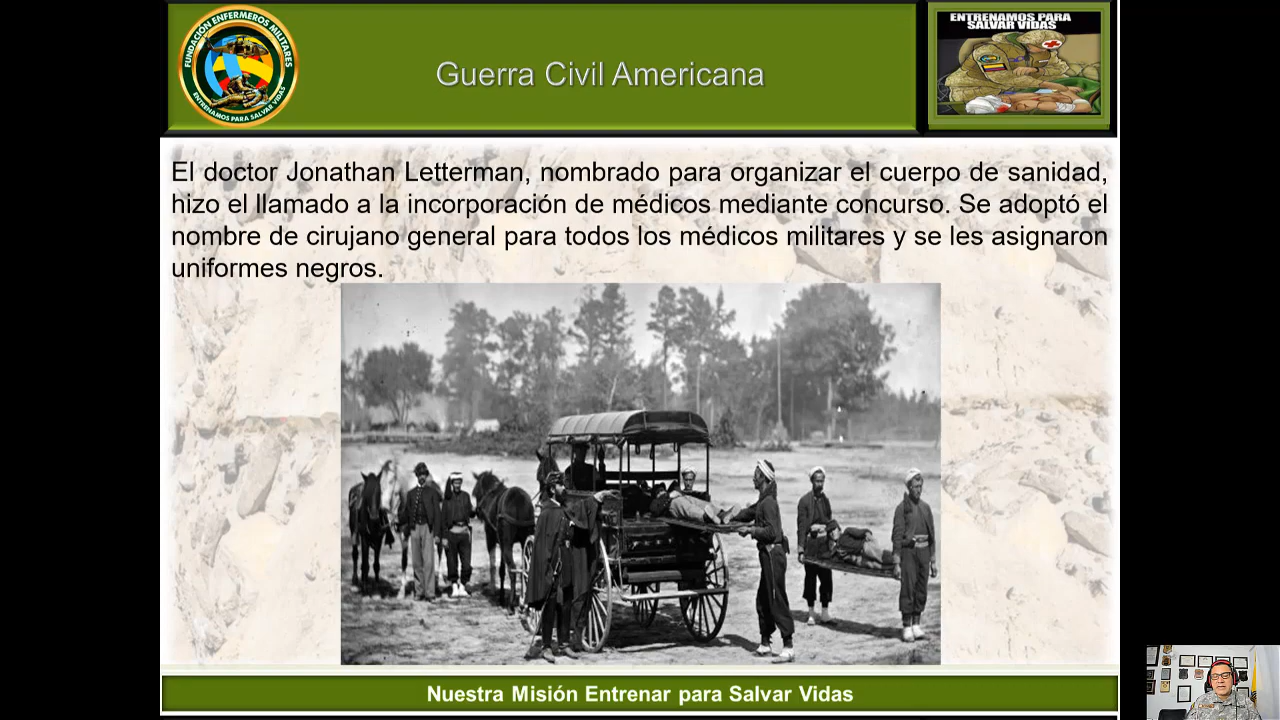 FUNDACIÓN ENFERMEROS MILITARES
ENTRENAMOS PARA SALVAR VIDAS
Guerra Civil Americana
ENTRENAMOS PARA
SALVAR VIDAS
El doctor Jonathan Letterman, nombrado para organizar el cuerpo de sanidad,
hizo el llamado a la incorporación de médicos mediante concurso. Se adoptó el
nombre de cirujano general para todos los médicos militares y se les asignaron
uniformes negros.
Nuestra Misión Entrenar para Salvar Vidas